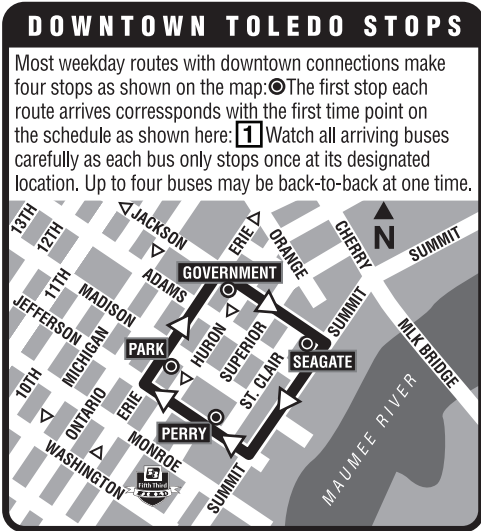 DOWNTOWN TOLEDO STOPS
Most weekday routes with downtown connections make
four stops as shown on the map: The first stop each
route arrives corressponds with the first time point on
the schedule as shown here: 1 Watch all arriving buses
carefully as each bus only stops once at its designated
location. Up to four buses may be back-to-back at one time.
13TH
12TH
JACKSON
ERIE
ORANGE
CHERRY
N
SUMMIT
11TH
ADAMS
GOVERNMENT
MADISON
SUMMIT
JEFFERSON
MICHIGAN
PARK
HURON
SUPERIOR
SEAGATE
MLK BRIDGE
10TH
ONTARIO
ERIE
ST. CLAIR
PERRY
MONROE
WASHINGTON
SUMMIT
MAUMEE RIVER
Fifth Third